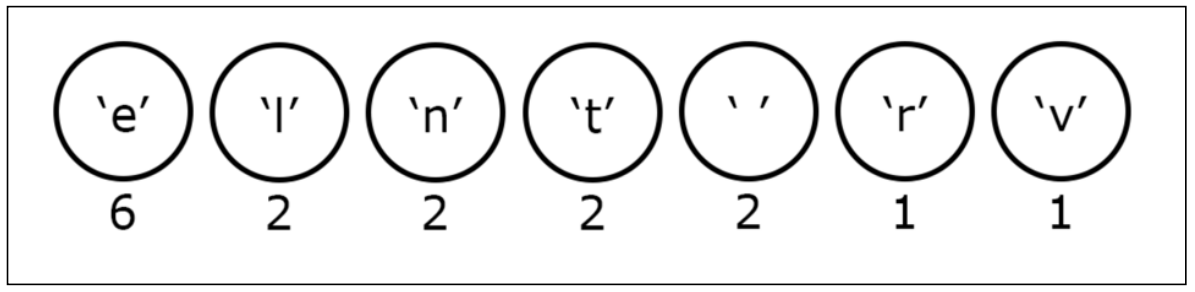 ‘e’ ‘l’ ‘n’ ‘t’ ‘ ’ ‘r’ ‘v’
6 2 2 2 2 1 1